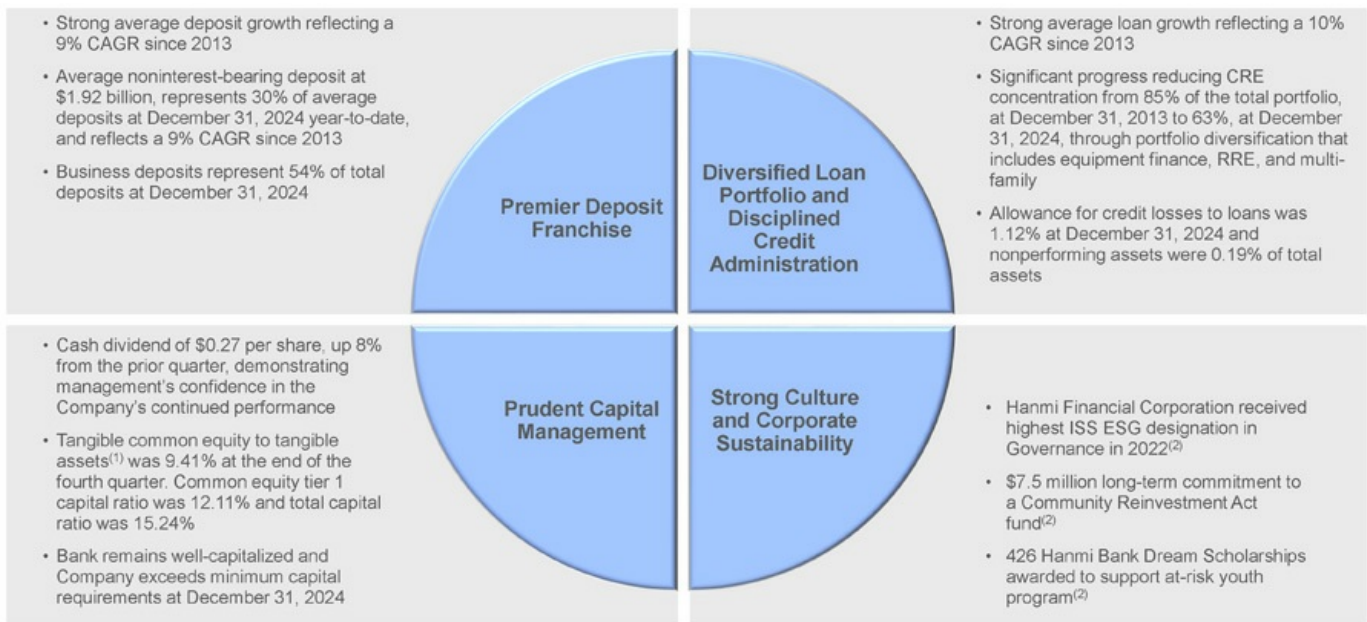 • Strong average deposit growth reflecting a
9% CAGR since 2013
• Average noninterest-bearing deposit at
$1.92 billion, represents 30% of average
deposits at December 31, 2024 year-to-date,
and reflects a 9% CAGR since 2013
• Business deposits represent 54% of total
deposits at December 31, 2024
Premier Deposit
Franchise
Diversified Loan
Portfolio and
Disciplined
Credit
Administration
• Strong average loan growth reflecting a 10%
CAGR since 2013
• Significant progress reducing CRE
concentration from 85% of the total portfolio,
at December 31, 2013 to 63%, at December
31, 2024, through portfolio diversification that
includes equipment finance, RRE, and multi-
family
• Allowance for credit losses to loans was
1.12% at December 31, 2024 and
nonperforming assets were 0.19% of total
assets
• Cash dividend of $0.27 per share, up 8%
from the prior quarter, demonstrating
management's confidence in the
Company's continued performance
• Tangible common equity to tangible
assets(1) was 9.41% at the end of the
fourth quarter. Common equity tier 1
capital ratio was 12.11% and total capital
ratio was 15.24%
• Bank remains well-capitalized and
Company exceeds minimum capital
requirements at December 31, 2024
Prudent Capital
Management
Strong Culture
and Corporate
Sustainability
• Hanmi Financial Corporation received
highest ISS ESG designation in
Governance in 2022(2)
• $7.5 million long-term commitment to
a Community Reinvestment Act
fund(2)
• 426 Hanmi Bank Dream Scholarships
awarded to support at-risk youth
program(2)